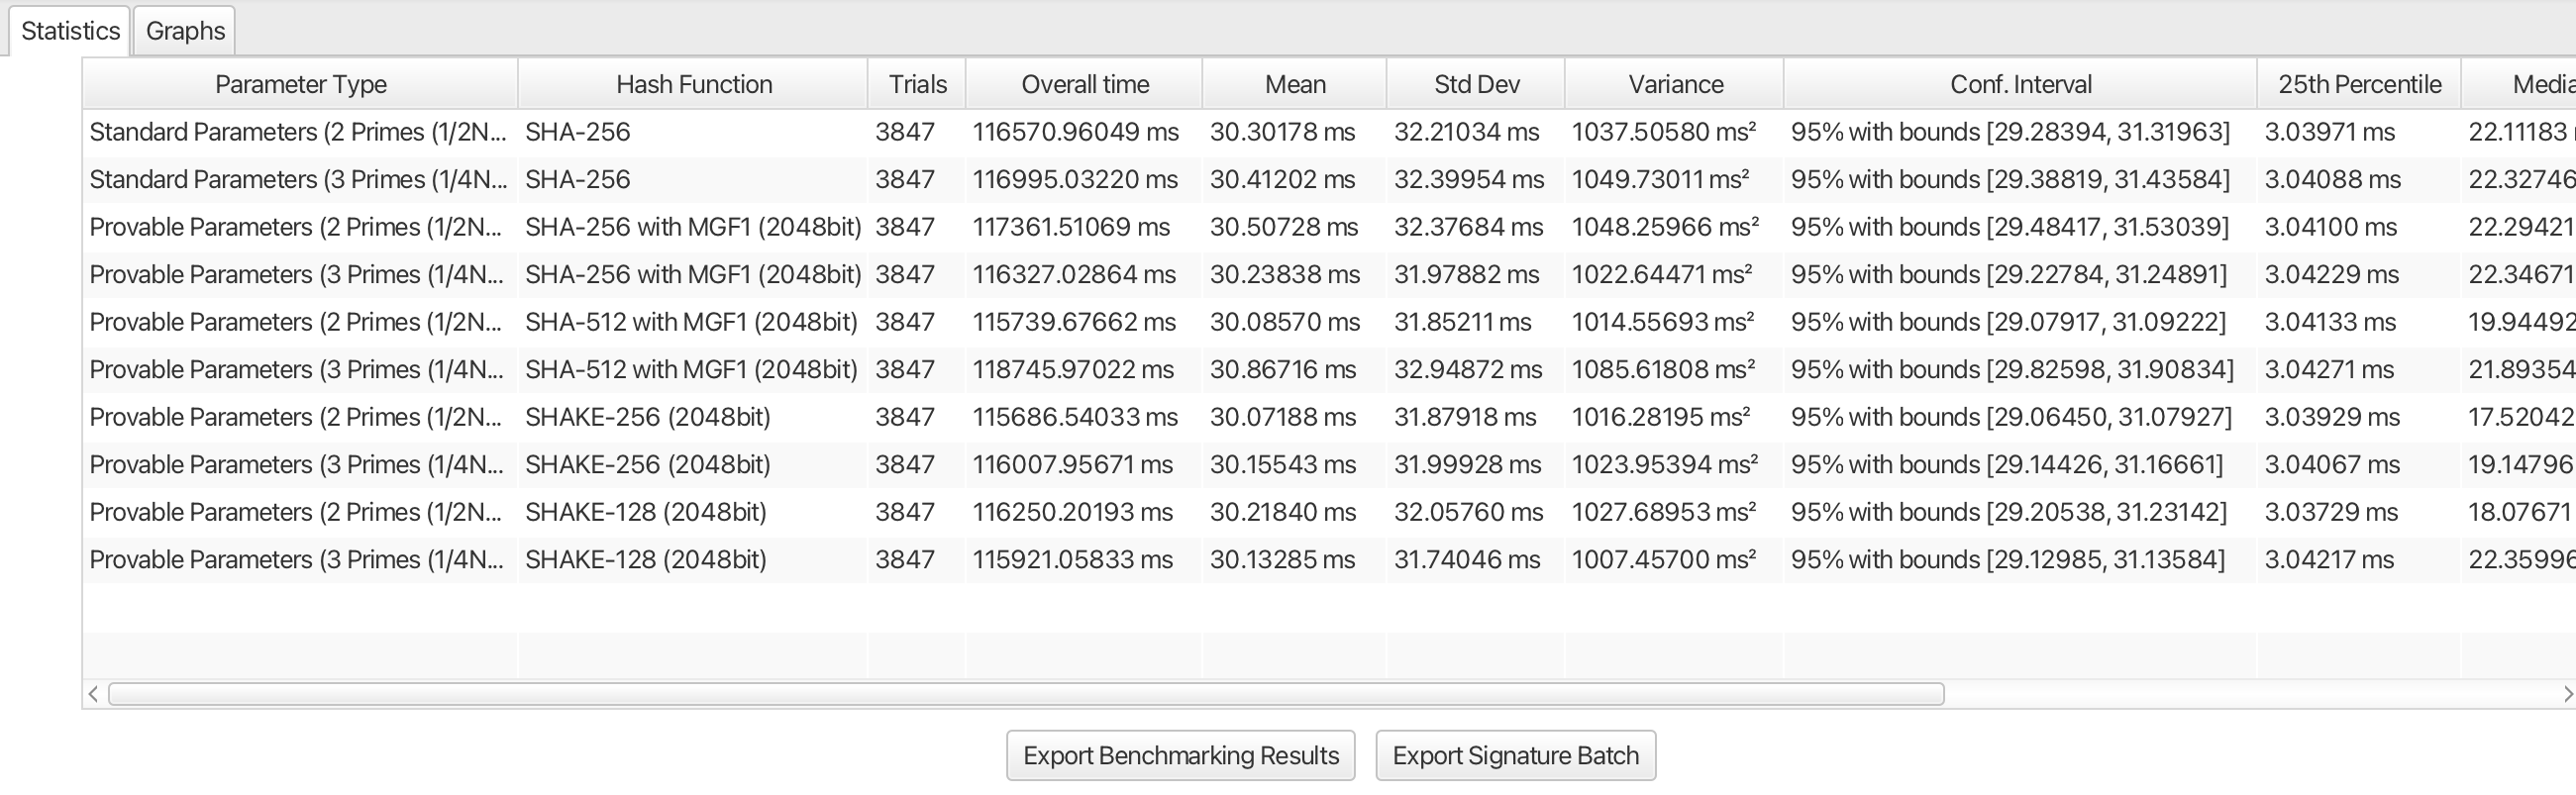 Statistics Graphs
Parameter Type Hash Function Trials Overall time Mean Std Dev Variance Conf. Interval 25th Percentile Media
Standard Parameters (2 Primes (1/2N... SHA-256 3847 116570.96049 ms 30.30178 ms 32.21034 ms 1037.50580 ms² 95% with bounds [29.28394, 31.31963] 3.03971 ms 22.11183
Standard Parameters (3 Primes (1/4N... SHA-256 3847 116995.03220 ms 30.41202 ms 32.39954 ms 1049.73011 ms² 95% with bounds [29.38819, 31.43584] 3.04088 ms 22.32746
Provable Parameters (2 Primes (1/2N... SHA-256 with MGF1 (2048bit) 3847 117361.51069 ms 30.50728 ms 32.37684 ms 1048.25966 ms² 95% with bounds [29.48417, 31.53039] 3.04100 ms 22.29421
Provable Parameters (3 Primes (1/4N... SHA-256 with MGF1 (2048bit) 3847 116327.02864 ms 30.23838 ms 31.97882 ms 1022.64471 ms² 95% with bounds [29.22784, 31.24891] 3.04229 ms 22.34671
Provable Parameters (2 Primes (1/2N... SHA-512 with MGF1 (2048bit) 3847 115739.67662 ms 30.08570 ms 31.85211 ms 1014.55693 ms² 95% with bounds [29.07917, 31.09222] 3.04133 ms 19.94492
Provable Parameters (3 Primes (1/4N... SHA-512 with MGF1 (2048bit) 3847 118745.97022 ms 30.86716 ms 32.94872 ms 1085.61808 ms² 95% with bounds [29.82598, 31.90834] 3.04271 ms 21.89354
Provable Parameters (2 Primes (1/2N... SHAKE-256 (2048bit) 3847 115686.54033 ms 30.07188 ms 31.87918 ms 1016.28195 ms² 95% with bounds [29.06450, 31.07927] 3.03929 ms 17.52042
Provable Parameters (3 Primes (1/4N... SHAKE-256 (2048bit) 3847 116007.95671 ms 30.15543 ms 31.99928 ms 1023.95394 ms² 95% with bounds [29.14426, 31.16661] 3.04067 ms 19.14796
Provable Parameters (2 Primes (1/2N... SHAKE-128 (2048bit) 3847 116250.20193 ms 30.21840 ms 32.05760 ms 1027.68953 ms² 95% with bounds [29.20538, 31.23142] 3.03729 ms 18.07671
Provable Parameters (3 Primes (1/4N... SHAKE-128 (2048bit) 3847 115921.05833 ms 30.13285 ms 31.74046 ms 1007.45700 ms² 95% with bounds [29.12985, 31.13584] 3.04217 ms 22.35996
Export Benchmarking Results Export Signature Batch